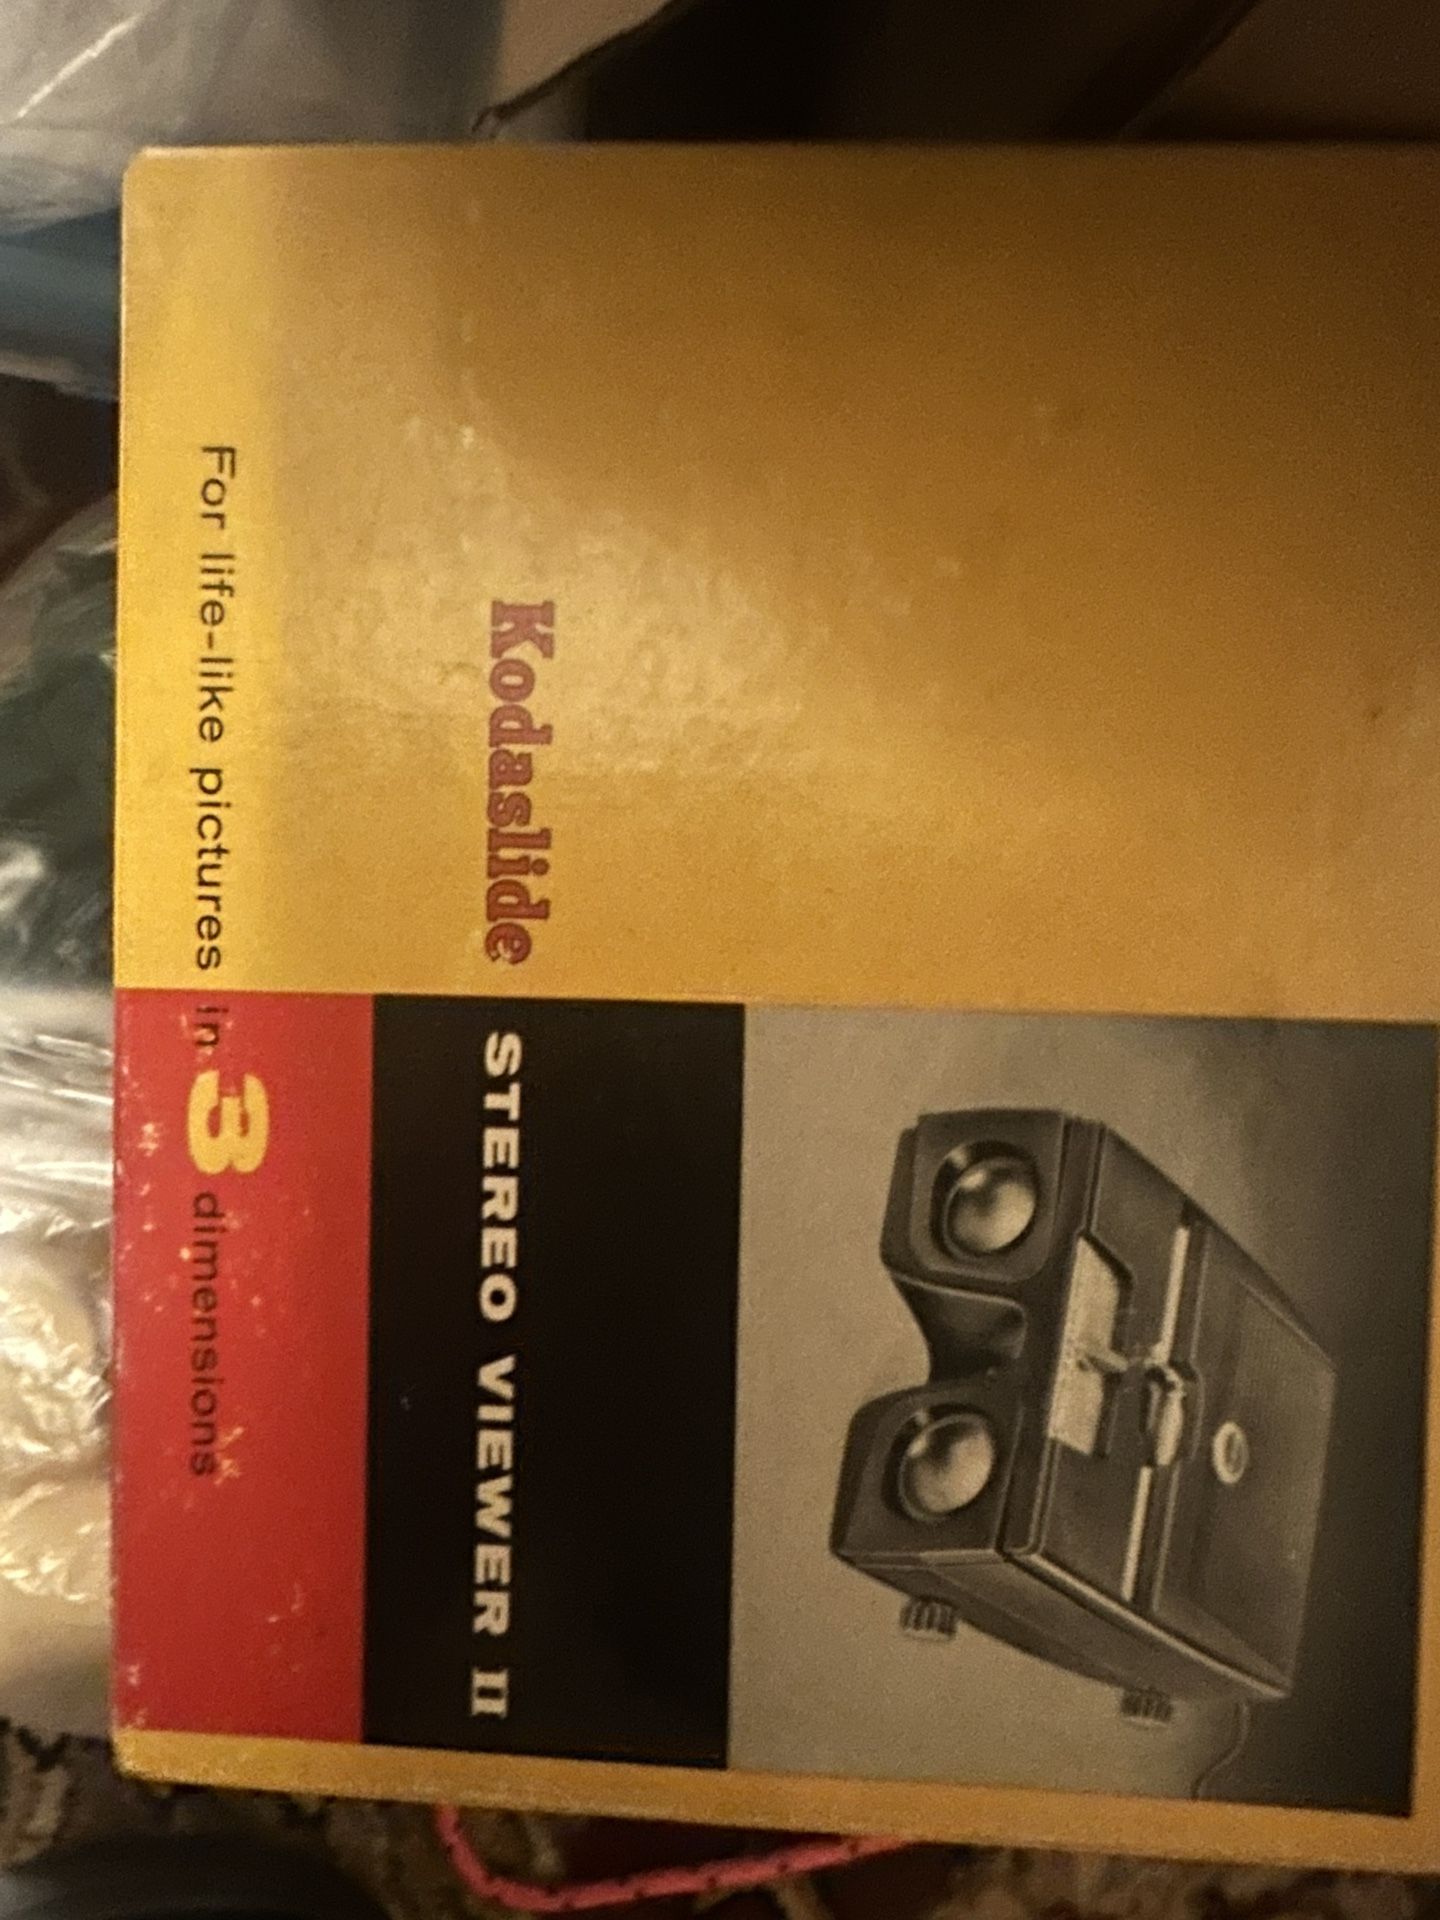 Kodaslide STEREO VIEWER II
For life-like pictures in 3 dimensions